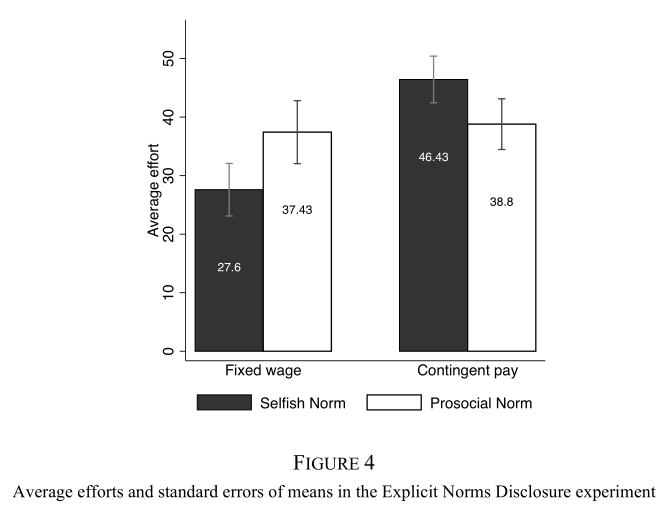 Average effort
50
40
30
20
10
0
27.6
37.43
46.43
38.8
Fixed wage
Contingent pay
Selfish Norm
Prosocial Norm
FIGURE 4
Average efforts and standard errors of means in the Explicit Norms Disclosure experiment